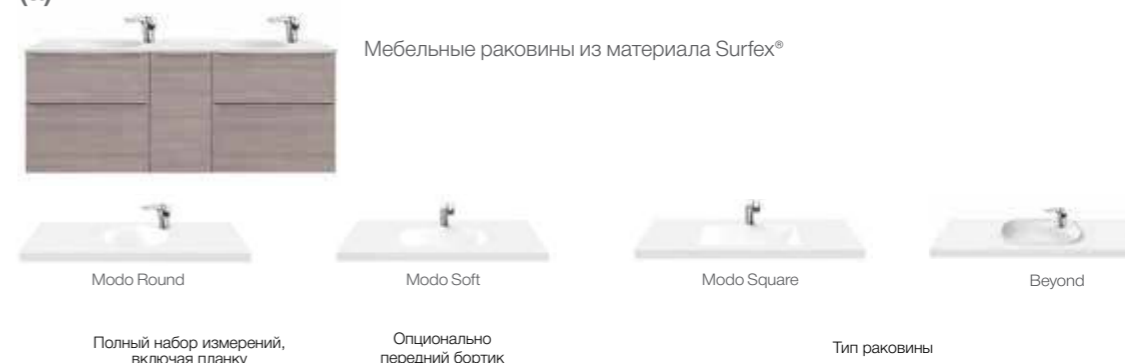 Мебельные раковины из материала Surfex®
Modo Round
Modo Soft
Modo Square
Beyond
Полный набор измерений,
включая планку
Опционально
передний бортик
Тип раковины